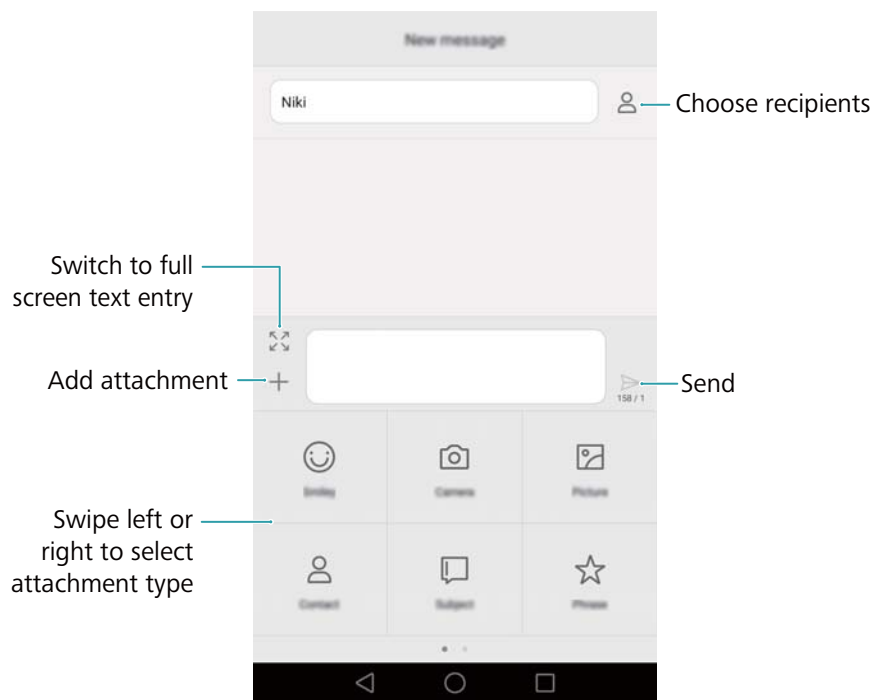 New message
Niki
Choose recipients
Switch to full
screen text entry
Add attachment
Send
158 / 1
Smiley
Camera
Picture
Swipe left or
right to select
attachment type
Contact
Subject
Phrase